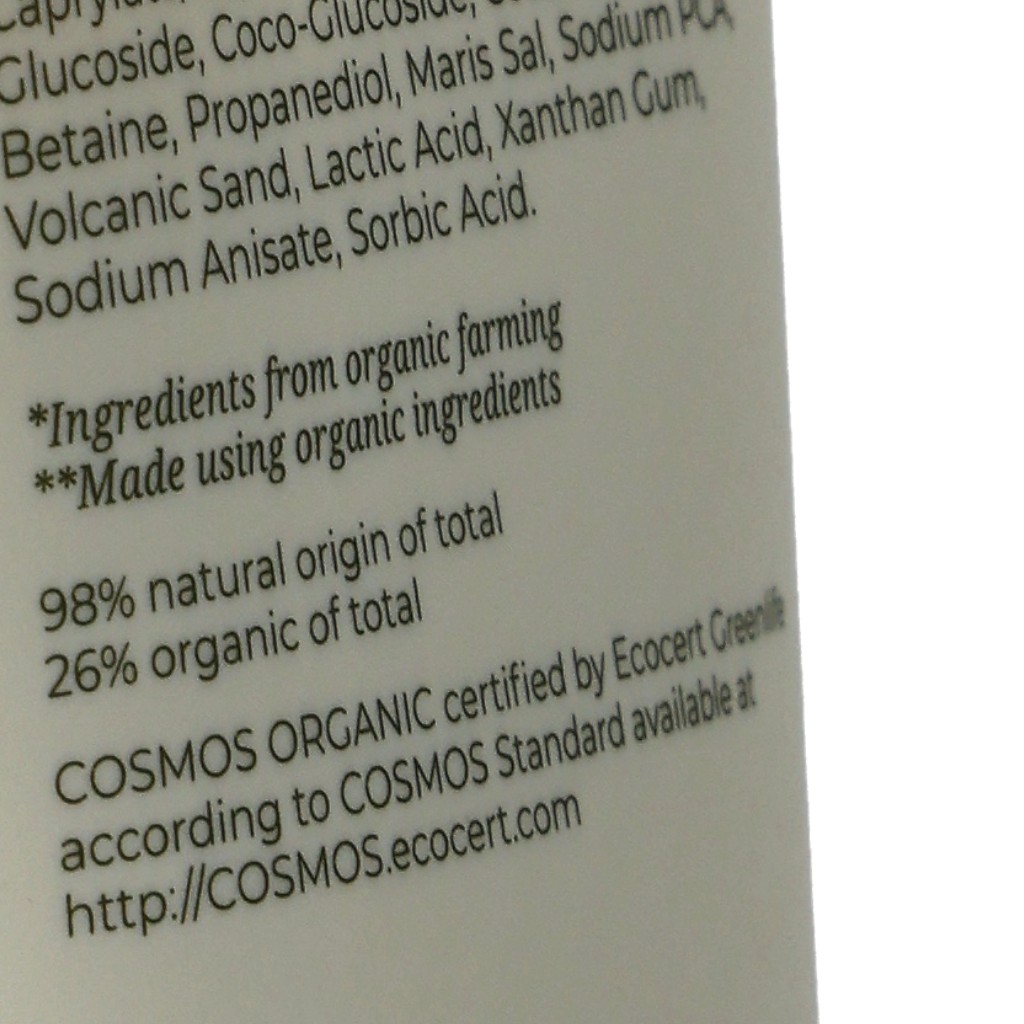 Glucoside, Coco-Glucoside,
Betaine, Propanediol, Maris Sal, Sodium PCA
Volcanic Sand, Lactic Acid, Xanthan Gum,
Sodium Anisate, Sorbic Acid.
*Ingredients from organic farming
**Made using organic ingredients
98% natural origin of total
26% organic of total
COSMOS ORGANIC certified by Ecocert Greenlife
according to COSMOS Standard available at
http://COSMOS.ecocert.com